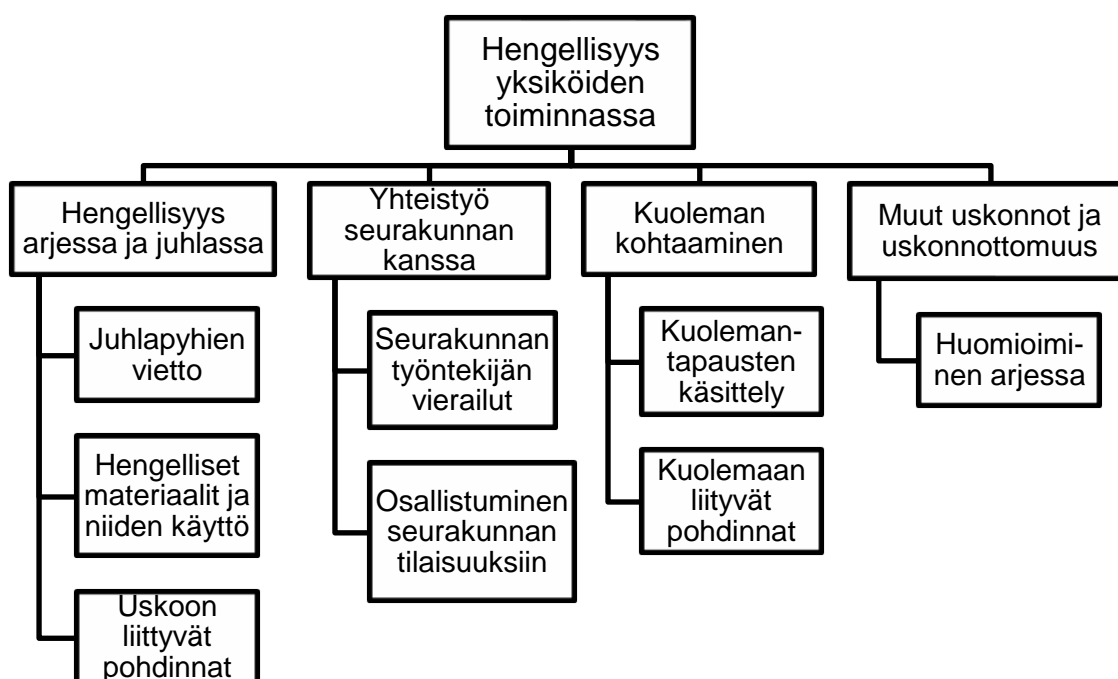 Hengellisyys
yksiköiden
toiminnassa
Hengellisyys
arjessa ja juhlassa
Juhlapyhien
vietto
Hengelliset
materiaalit ja
niiden käyttö
Uskoon
liittyvät
pohdinnat
Yhteistyö
seurakunnan
kanssa
Seurakunnan
työntekijän
vierailut
Osallistuminen
seurakunnan
tilaisuuksiin
Kuoleman
kohtaaminen
Kuoleman-
tapausten
käsittely
Kuolemaan
liityvät
pohdinnat
Muut uskonnot ja
uskonnottomuus
Huomioimi-
nen arjessa